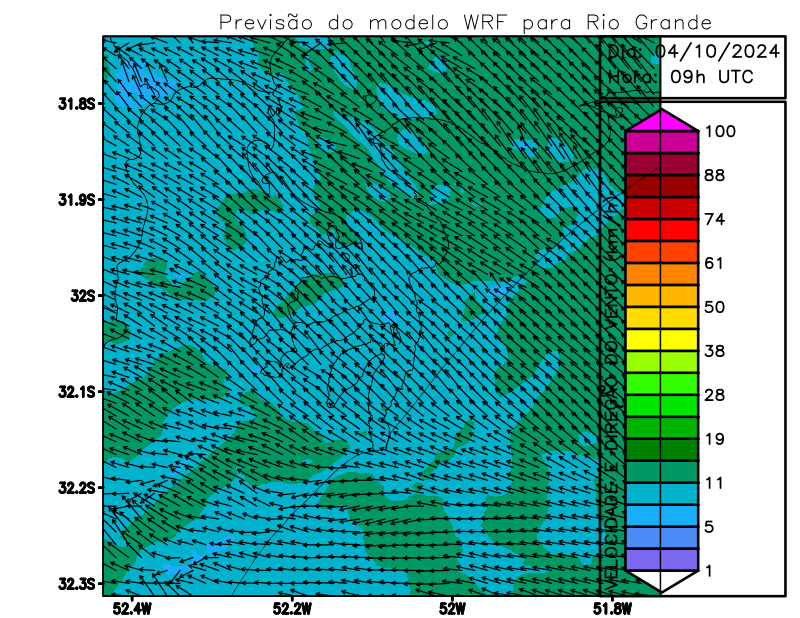 Previsão do modelo WRF para Rio Grande
Dia: 04/10/2024
Hora: 09h UTC
31.8S
31.9S
32S
32.1S
32.2S
32.3S
52.4W
52.2W
52W
51.8W
VELOCIDADE E DIREÇÃO DO VENTO (km/h)
100
88
74
61
50
38
28
19
11
5
1